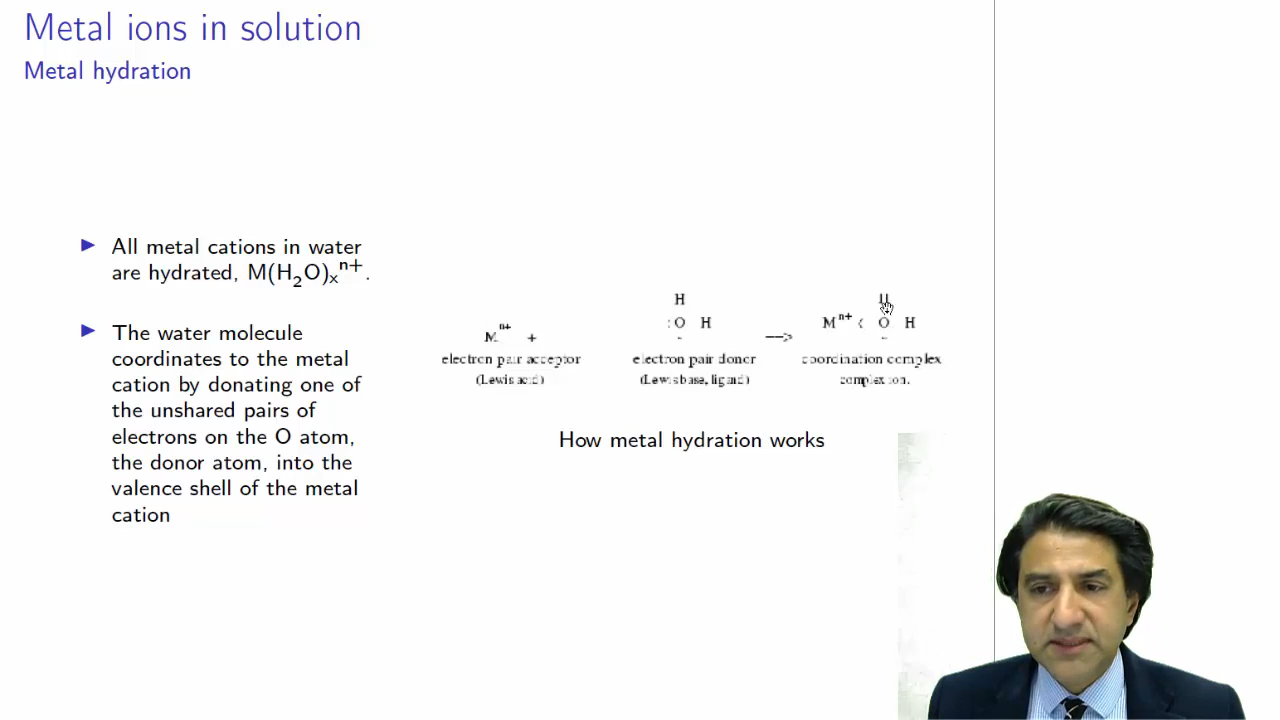 Metal ions in solution
Metal hydration
▶ All metal cations in water
are hydrated, M(H₂O)ₓⁿ⁺.
▶ The water molecule
coordinates to the metal
cation by donating one of
the unshared pairs of
electrons on the O atom,
the donor atom, into the
valence shell of the metal
cation
H H
Mⁿ⁺ + :O H --> Mⁿ⁺ ( O H
electron pair acceptor electron pair donor coordination complex
(Lewis acid) (Lewis base, ligand) complex ion.
How metal hydration works